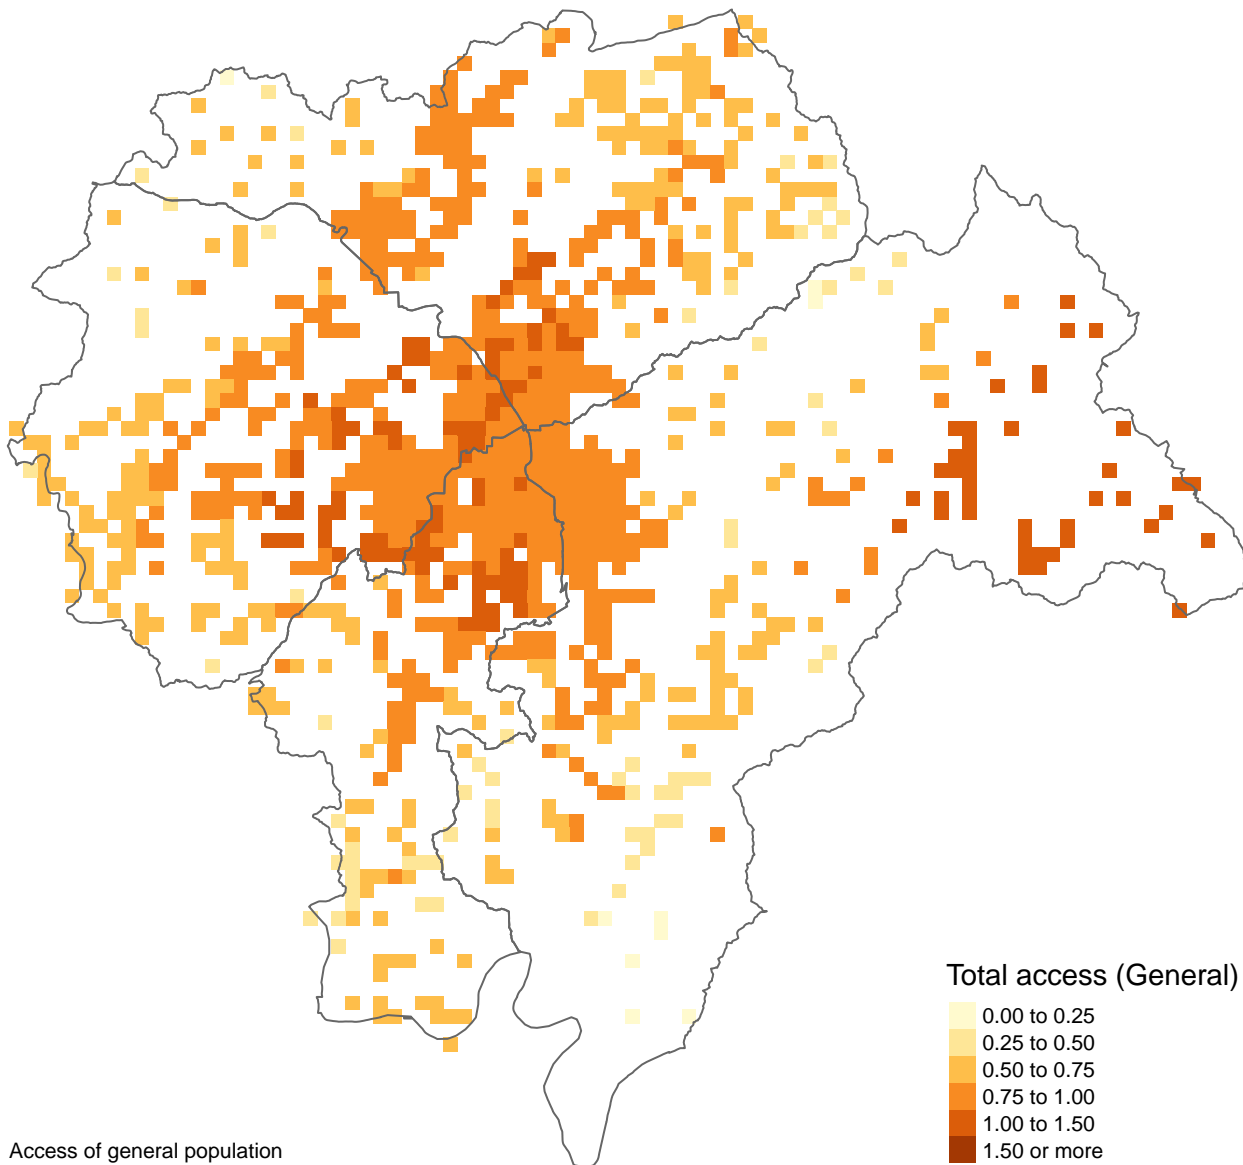 Total access (General)
0.00 to 0.25
0.25 to 0.50
0.50 to 0.75
0.75 to 1.00
1.00 to 1.50
1.50 or more
Access of general population